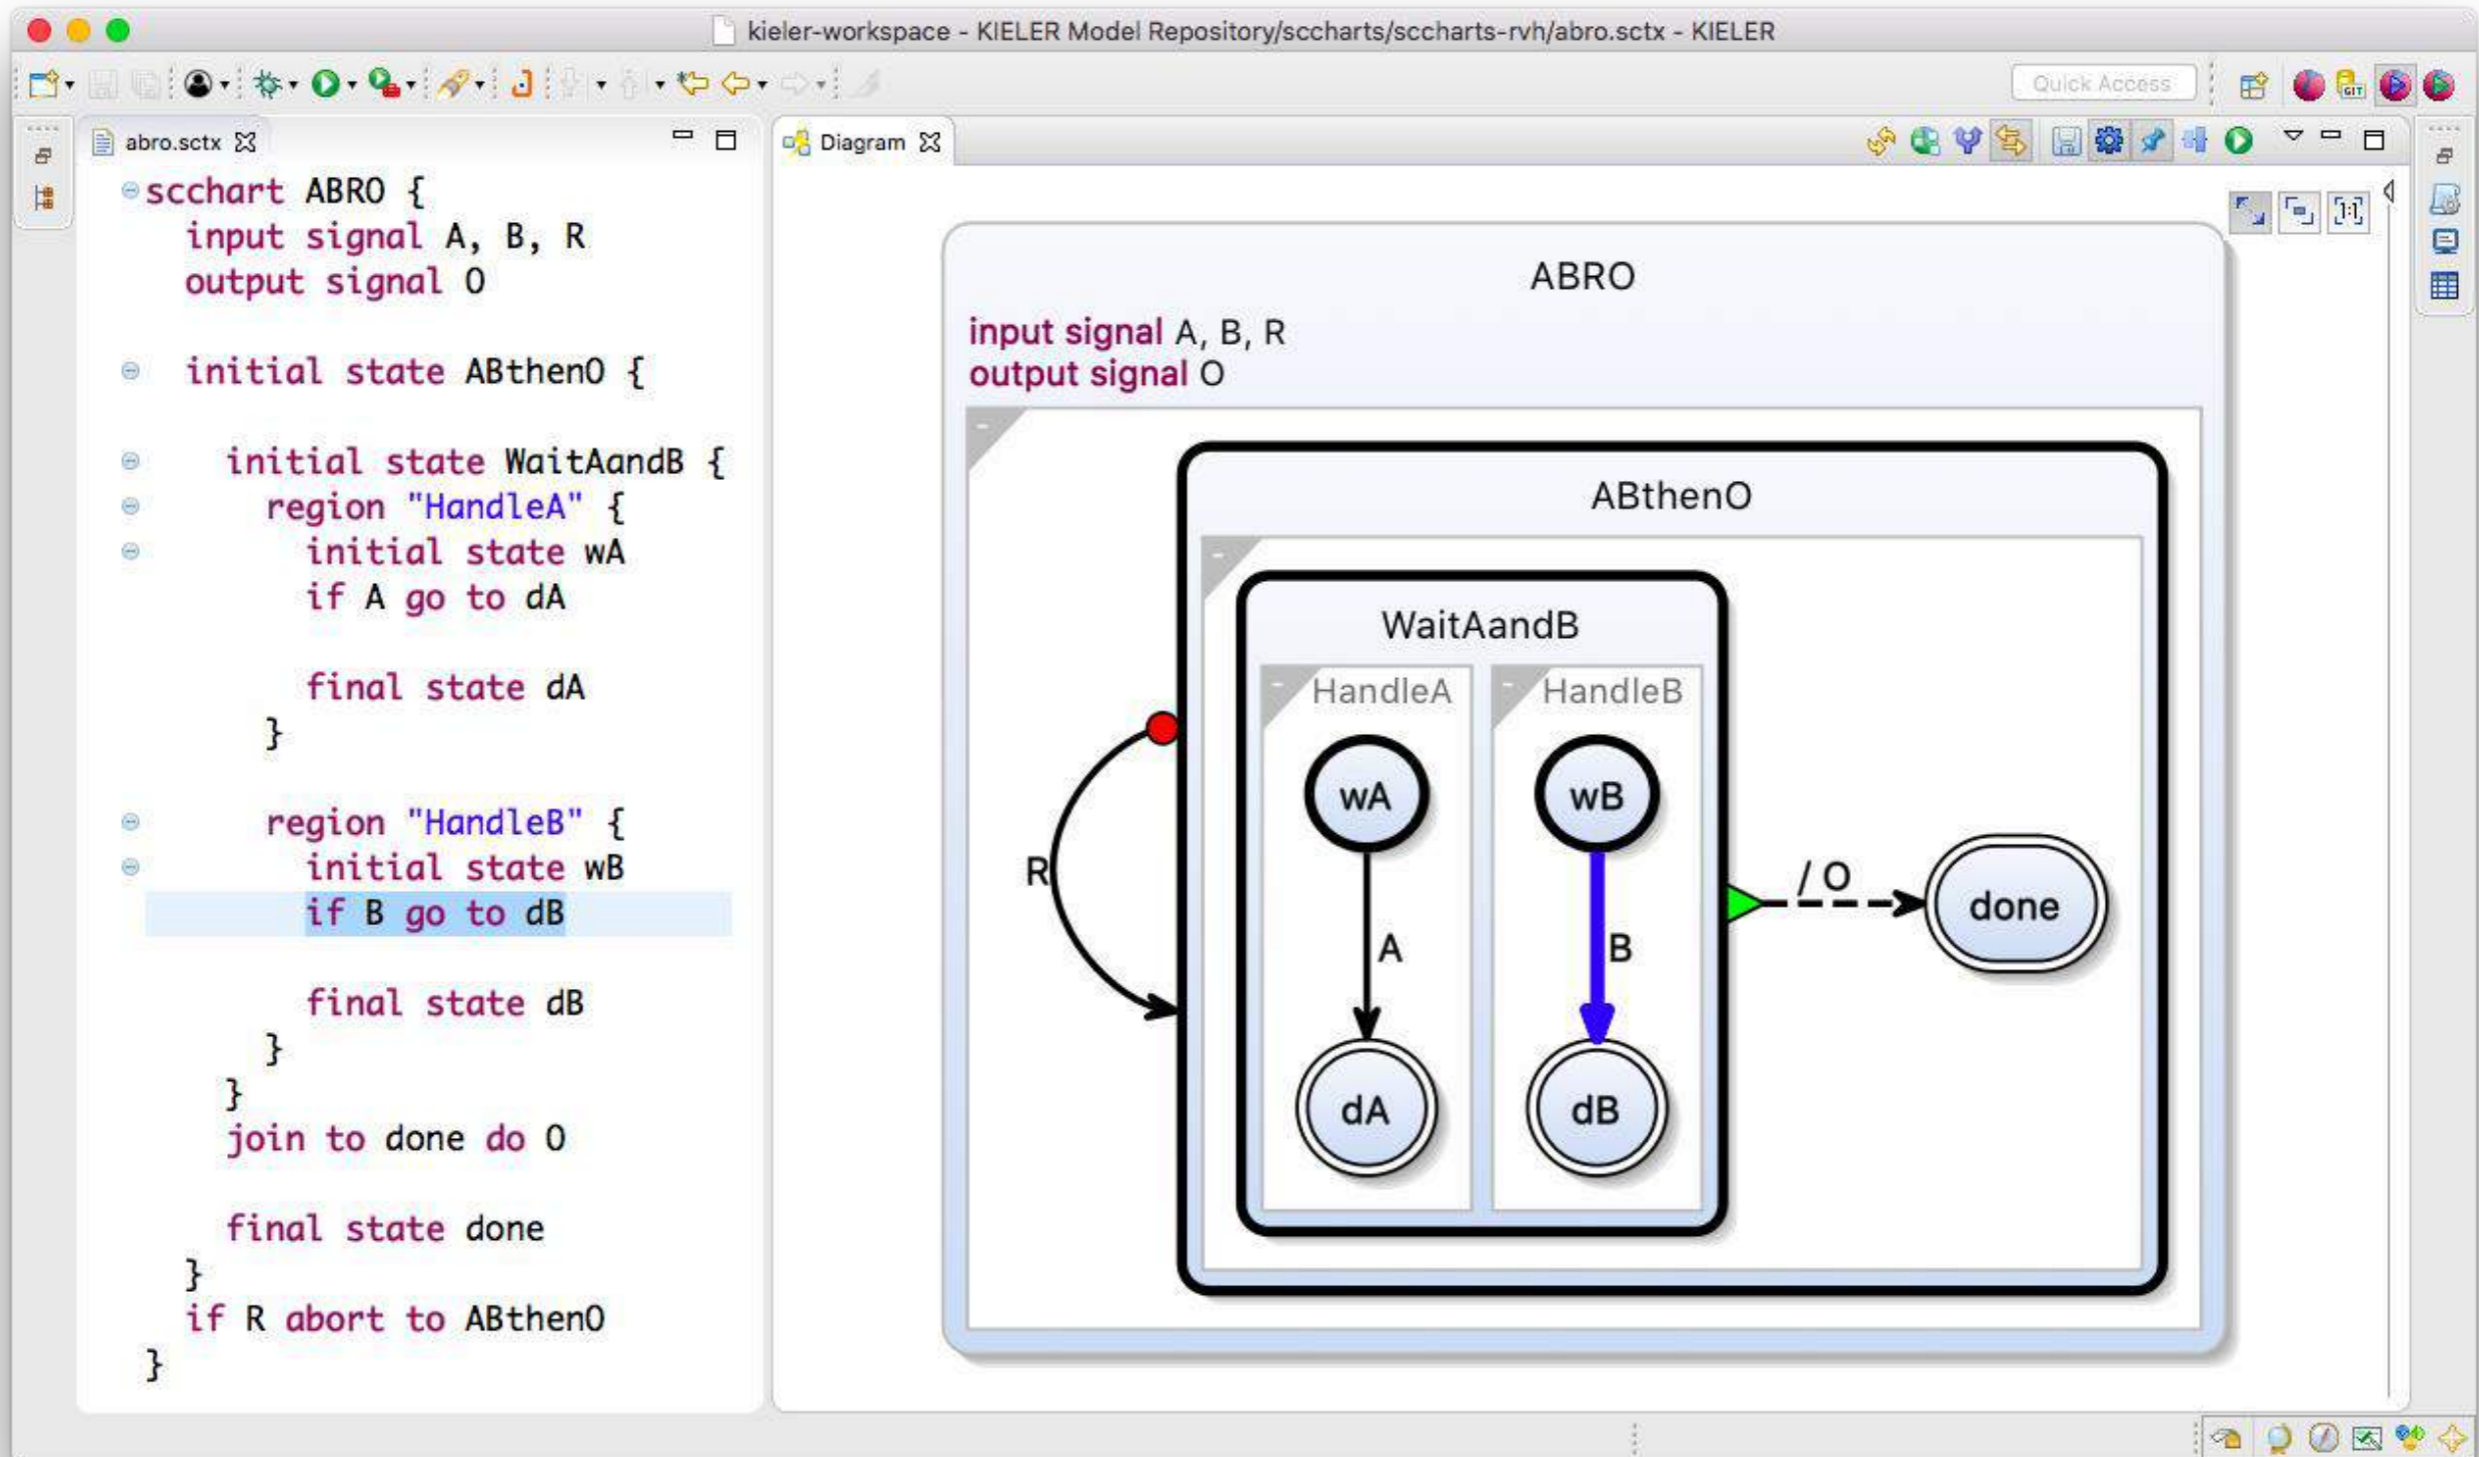 kieler-workspace - KIELER Model Repository/sccharts/sccharts-rvh/abro.sctx - KIELER
Quick Access
GIT
abro.sctx
scchart ABRO {
input signal A, B, R
output signal O
initial state ABthenO {
initial state WaitAandB {
region "HandleA" {
initial state wA
if A go to dA
final state dA
}
region "HandleB" {
initial state wB
if B go to dB
final state dB
}
}
join to done do O
final state done
}
if R abort to ABthenO
}
Diagram
1:1
ABRO
input signal A, B, R
output signal O
-
ABthenO
-
WaitAandB
- HandleA
- HandleB
wA
wB
R
A
B
/ O
done
dA
dB